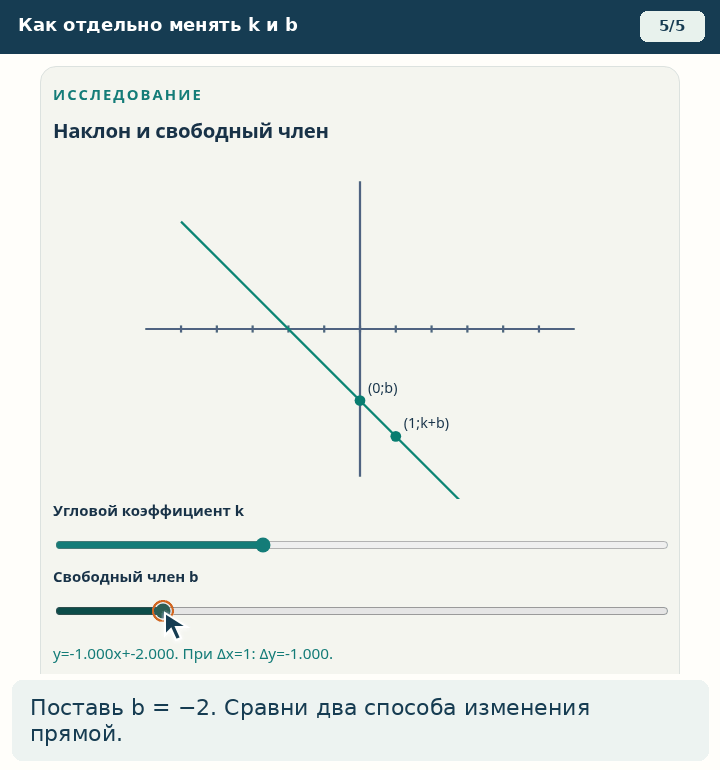 Как отдельно менять k и b
5/5
ИССЛЕДОВАНИЕ
Наклон и свободный член
(0;b)
(1;k+b)
Угловой коэффициент k
Свободный член b
y=-1.000x+-2.000. При Δx=1: Δy=-1.000.
Поставь b = −2. Сравни два способа изменения
прямой.